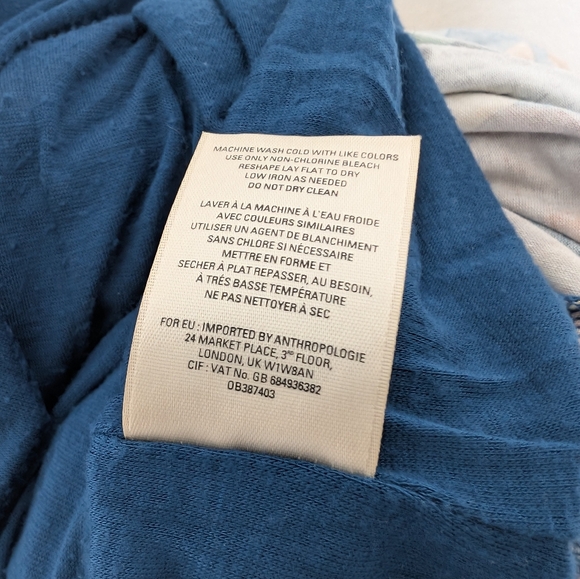 MACHINE WASH COLD WITH LIKE COLORS
USE ONLY NON-CHLORINE BLEACH
RESHAPE LAY FLAT TO DRY
LOW IRON AS NEEDED
DO NOT DRY CLEAN
LAVER À LA MACHINE À L'EAU FROIDE
AVEC COULEURS SIMILAIRES
UTILISER UN AGENT DE BLANCHIMENT
SANS CHLORE SI NÉCESSAIRE
METTRE EN FORME ET
SECHER À PLAT REPASSER, AU BESOIN,
À TRÉS BASSE TEMPÉRATURE
NE PAS NETTOYER À SEC
FOR EU : IMPORTED BY ANTHROPOLOGIE
24 MARKET PLACE, 3RD FLOOR,
LONDON, UK W1W8AN
CIF : VAT No. GB 684936382
OB387403